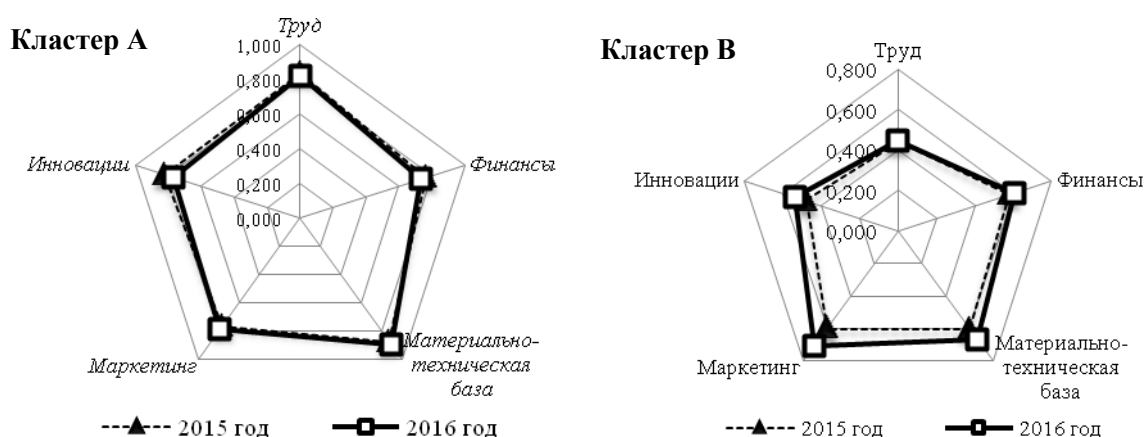 Кластер А
Труд
1,000
0,800
0,600
0,400
0,200
0,000
Инновации
Финансы
Маркетинг
Материально-
техническая
база
2015 год
2016 год
Кластер В
Труд
0,800
0,600
0,400
0,200
0,000
Инновации
Финансы
Маркетинг
Материально-
техническая
база
2015 год
2016 год